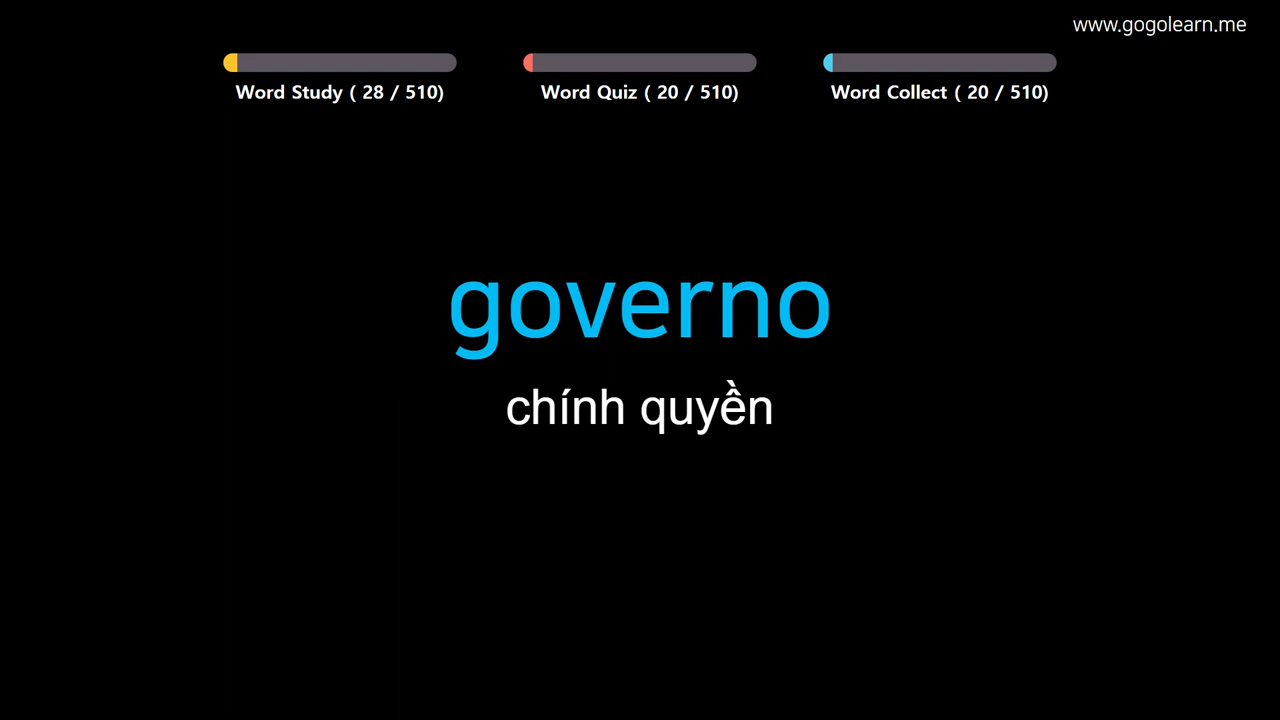 www.gogolearn.me
Word Study ( 28 / 510)
Word Quiz ( 20 / 510)
Word Collect ( 20 / 510)
governo
chính quyền